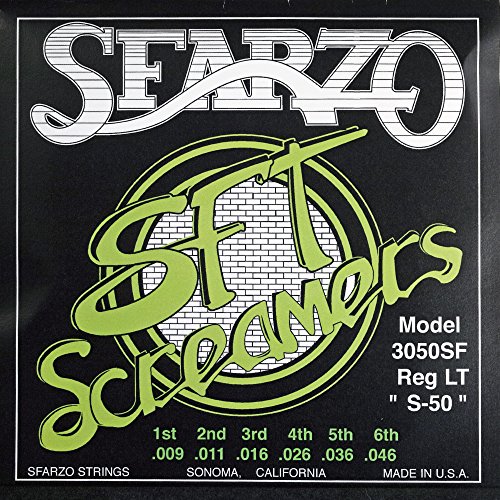 SFARZO
SFT
Screamers
Model
3050SF
Reg LT
" S-50 "
1st 2nd 3rd 4th 5th 6th
.009 .011 .016 .026 .036 .046
SFARZO STRINGS SONOMA, CALIFORNIA MADE IN U.S.A.